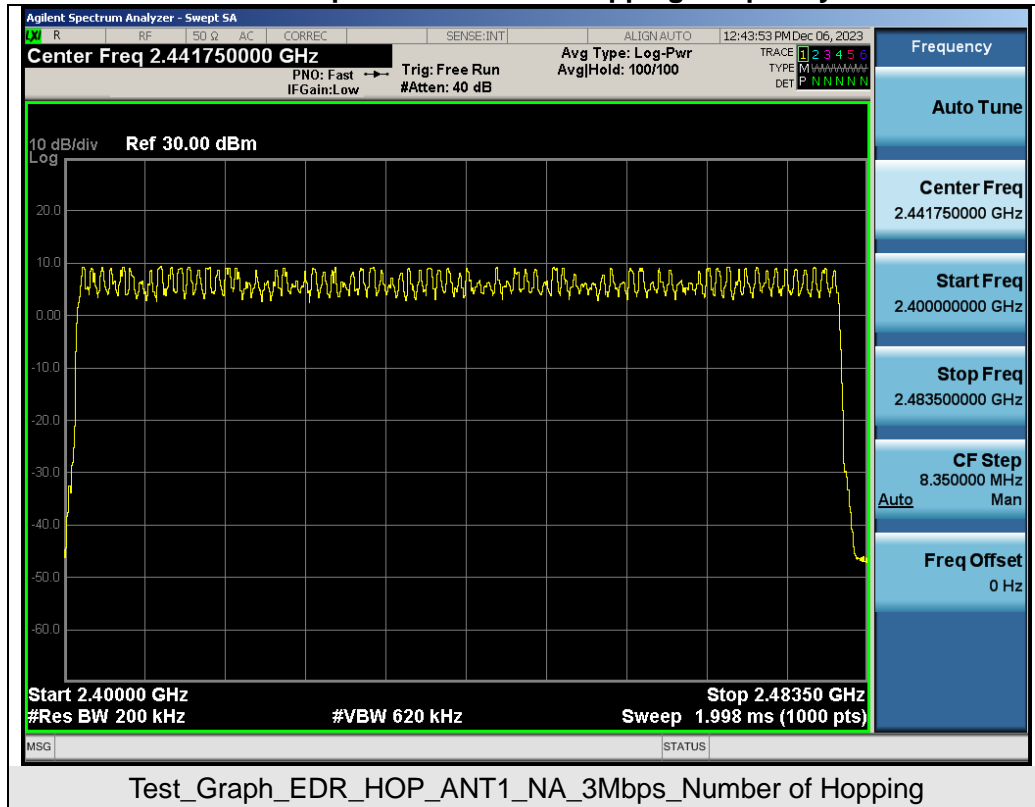 Agilent Spectrum Analyzer - Swept SA
LXI R RF 50 Ω AC CORREC SENSE:INT ALIGN AUTO 12:43:53 PM Dec 06, 2023
Center Freq 2.441750000 GHz
PNO: Fast
IFGain:Low
Trig: Free Run
#Atten: 40 dB
Avg Type: Log-Pwr
Avg|Hold: 100/100
TRACE 1 2 3 4 5 6
TYPE M W W W W W
DET P N N N N N
10 dB/div Ref 30.00 dBm
Log
20.0
10.0
0.00
-10.0
-20.0
-30.0
-40.0
-50.0
-60.0
Start 2.40000 GHz Stop 2.48350 GHz
#Res BW 200 kHz #VBW 620 kHz Sweep 1.998 ms (1000 pts)
MSG STATUS
Frequency
Auto Tune
Center Freq
2.441750000 GHz
Start Freq
2.400000000 GHz
Stop Freq
2.483500000 GHz
CF Step
8.350000 MHz
Auto Man
Freq Offset
0 Hz
Test_Graph_EDR_HOP_ANT1_NA_3Mbps_Number of Hopping